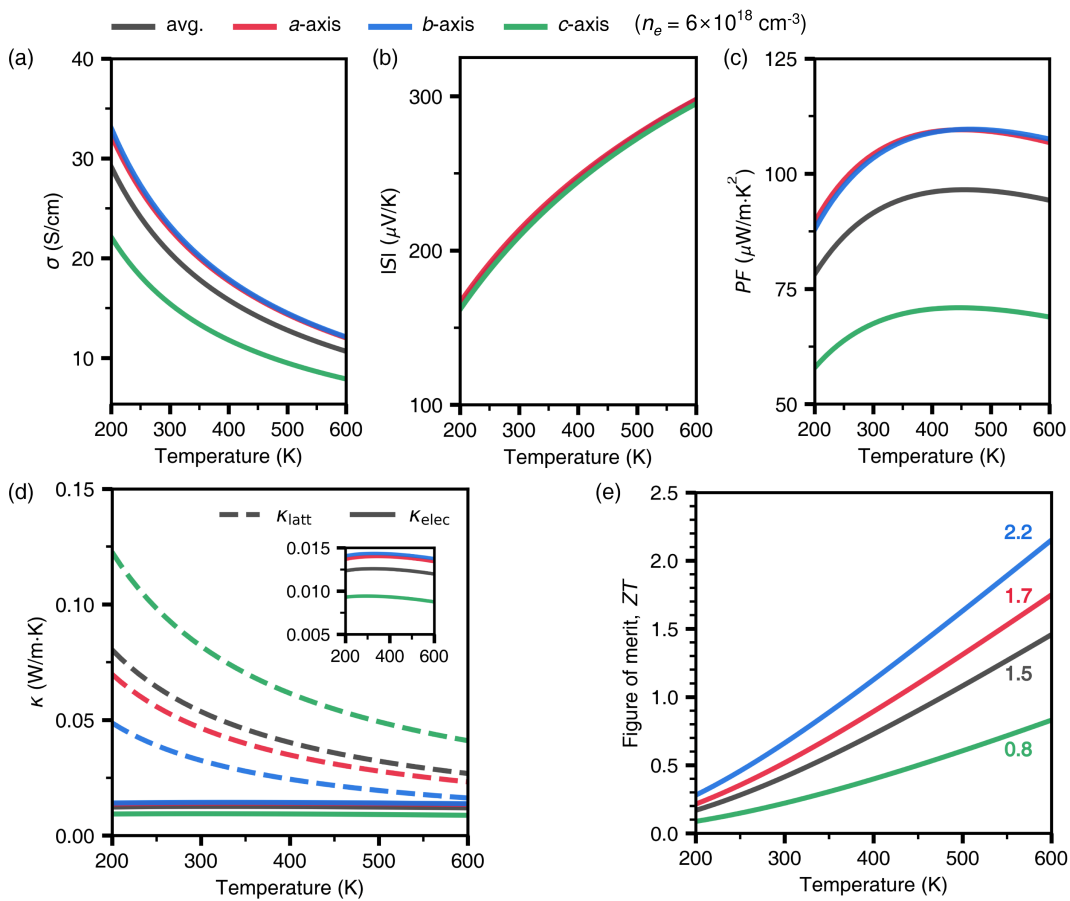 avg. a-axis b-axis c-axis (nₑ = 6×10¹⁸ cm⁻³)
(a)
40
30
20
10
σ (S/cm)
200 300 400 500 600
Temperature (K)
(b)
300
200
100
ISI (μV/K)
200 300 400 500 600
Temperature (K)
(c)
125
100
75
50
PF (μW/m·K²)
200 300 400 500 600
Temperature (K)
(d)
0.15
0.10
0.05
0.00
κ (W/m·K)
κlatt κelec
0.015
0.010
0.005
200 400 600
200 300 400 500 600
Temperature (K)
(e)
2.5
2.0
1.5
1.0
0.5
0.0
Figure of merit, ZT
2.2
1.7
1.5
0.8
200 300 400 500 600
Temperature (K)